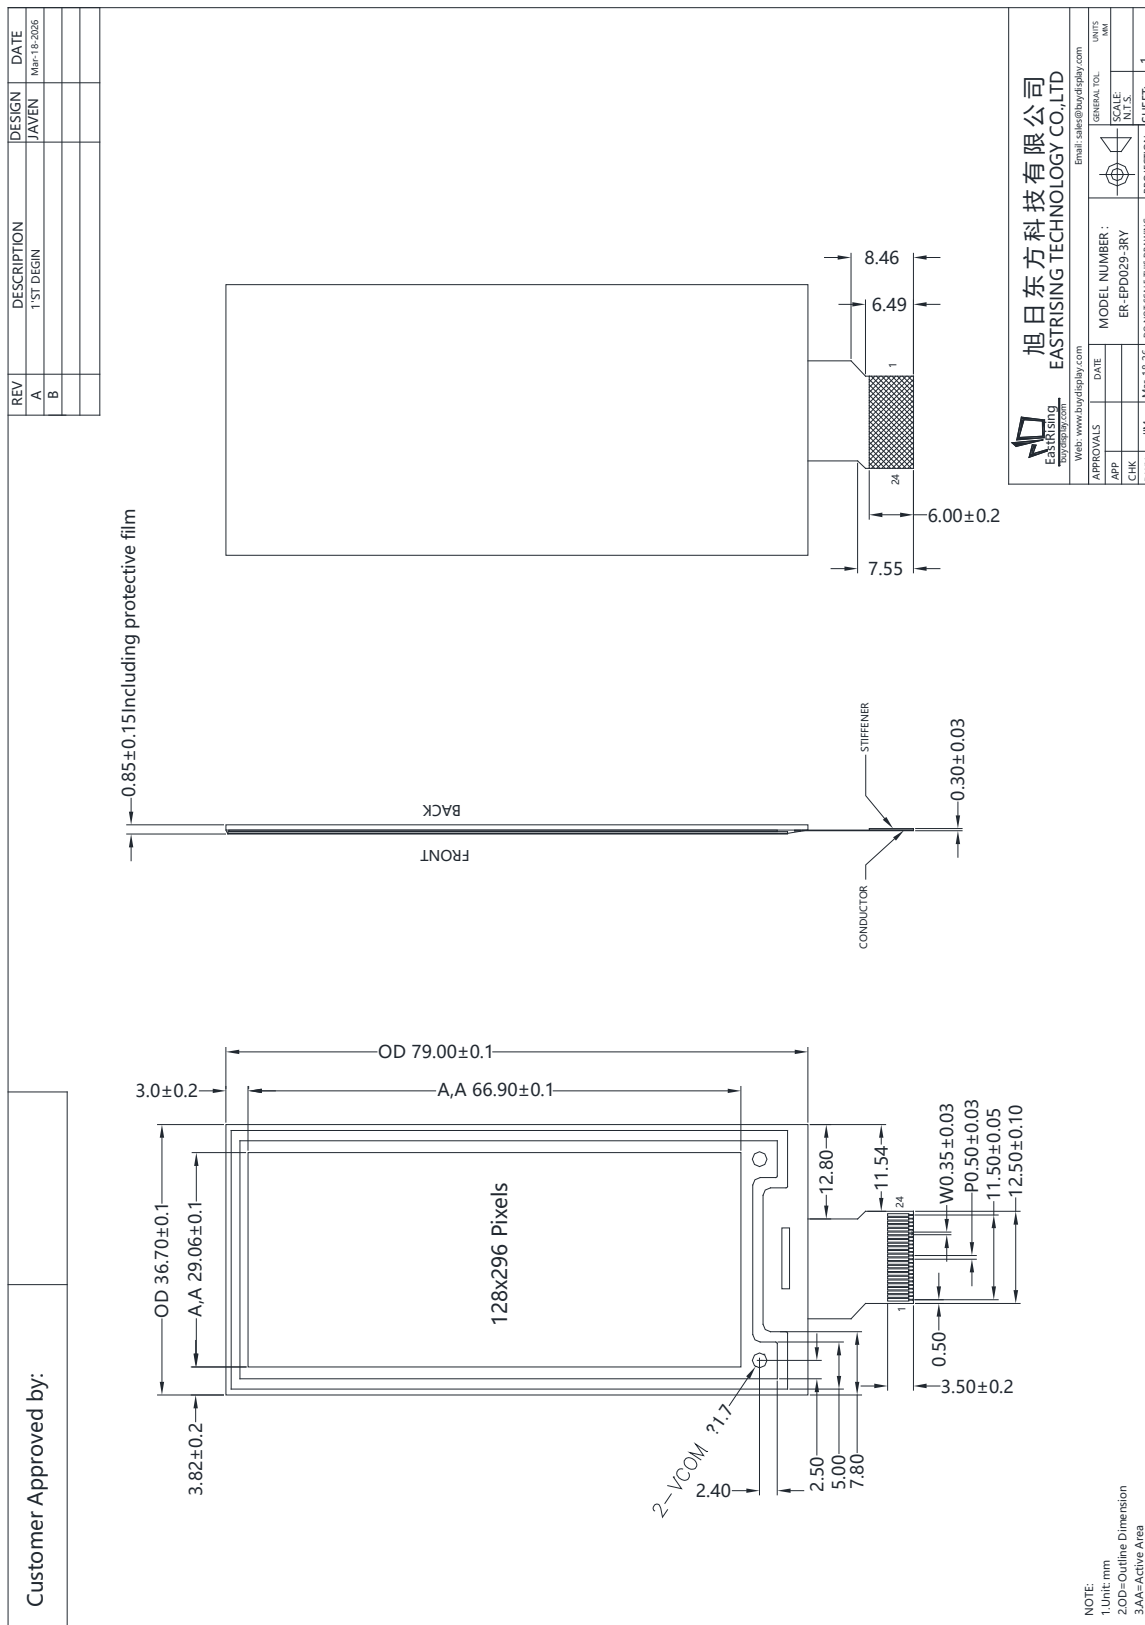 Customer Approved by:
REV DESCRIPTION DESIGN DATE
A 1'ST DEGIN JAVEN Mar-18-2026
B
3.82±0.2
OD 36.70±0.1
A,A 29.06±0.1
3.0±0.2
OD 79.00±0.1
A,A 66.90±0.1
128x296 Pixels
2-VCOM ?1.7
2.40
2.50
5.00
7.80
12.80
11.54
1
24
0.50
3.50±0.2
W0.35±0.03
P0.50±0.03
11.50±0.05
12.50±0.10
0.85±0.15Including protective film
FRONT
BACK
CONDUCTOR
STIFFENER
0.30±0.03
8.46
6.49
1
24
6.00±0.2
7.55
NOTE:
1.Unit: mm
2.OD=Outline Dimension
3.AA=Active Area
EastRising
buydisplay.com
旭日东方科技有限公司
EASTRISING TECHNOLOGY CO.,LTD
Web: www.buydisplay.com Email: sales@buydisplay.com
APPROVALS DATE
APP
CHK
MODEL NUMBER :
ER-EPD029-3RY
GENERAL TOL. UNITS
MM
SCALE:
N.T.S.